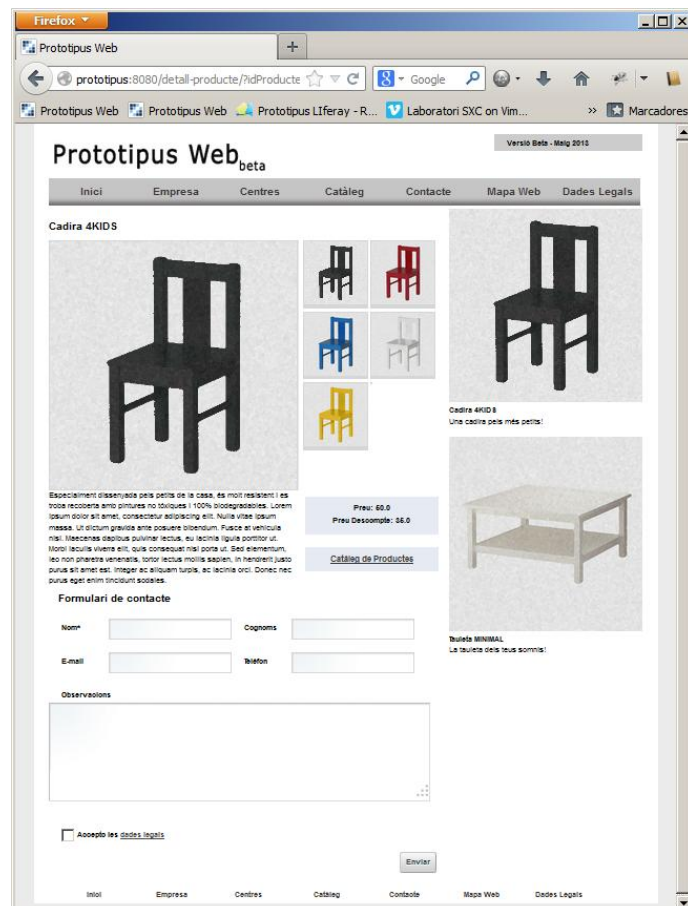 Firefox
Prototipus Web
prototipus:8080/detall-producte/?idProducte
Google
Prototipus Web
Prototipus Web
Prototipus LIferay - R...
Laboratori SXC on Vim...
»
Marcadores
Prototipus Web beta
Versió Beta - Maig 2013
Inici Empresa Centres Catàleg Contacte Mapa Web Dades Legals
Cadira 4KIDS
Cadira 4KIDS
Una cadira pels més petits!
Especialment dissenyada pels petits de la casa, és molt resistent i es
troba recoberta amb pintures no tòxiques i 100% biodegradables. Lorem
ipsum dolor sit amet, consectetur adipiscing elit. Nulla vitae ipsum
massa. Ut dictum gravida ante posuere bibendum. Fusce at vehicula
nisl. Maecenas dapibus pulvinar lectus, eu lacinia ligula porttitor ut.
Morbi iaculis viverra elit, quis consequat nisl porta ut. Sed elementum,
leo non pharetra venenatis, tortor lectus mollis sapien, in hendrerit justo
purus sit amet est. Integer ac aliquam turpis, ac lacinia orci. Donec nec
purus eget enim tincidunt sodales.
Preu: 50.0
Preu Descompte: 35.0
Catàleg de Productes
Tauleta MINIMAL
La tauleta dels teus somnis!
Formulari de contacte
Nom*
Cognoms
E-mail
Telèfon
Observacions
Accepto les dades legals
Enviar
Inici Empresa Centres Catàleg Contacte Mapa Web Dades Legals